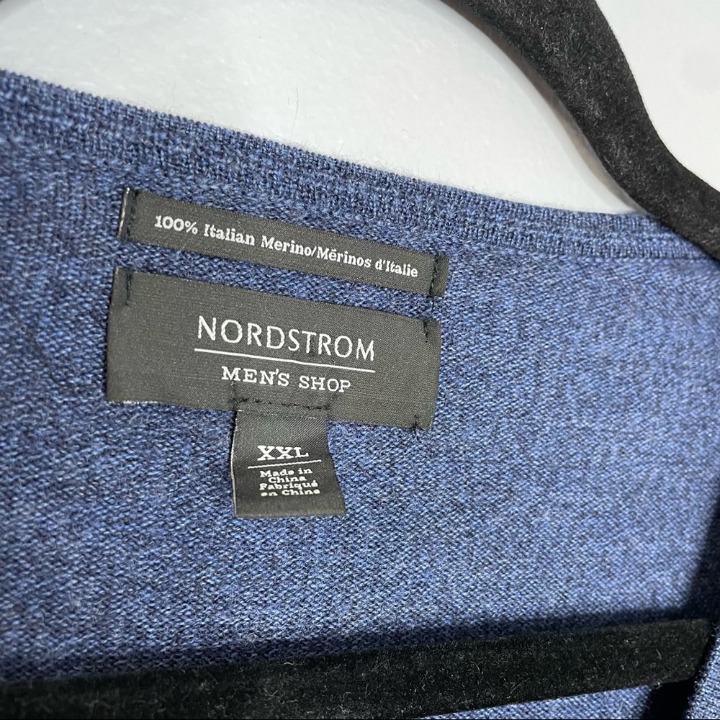 100% Italian Merino/Mérinos d'Italie
NORDSTROM
MEN'S SHOP
XXL
Made in
China
Fabriqué
en Chine